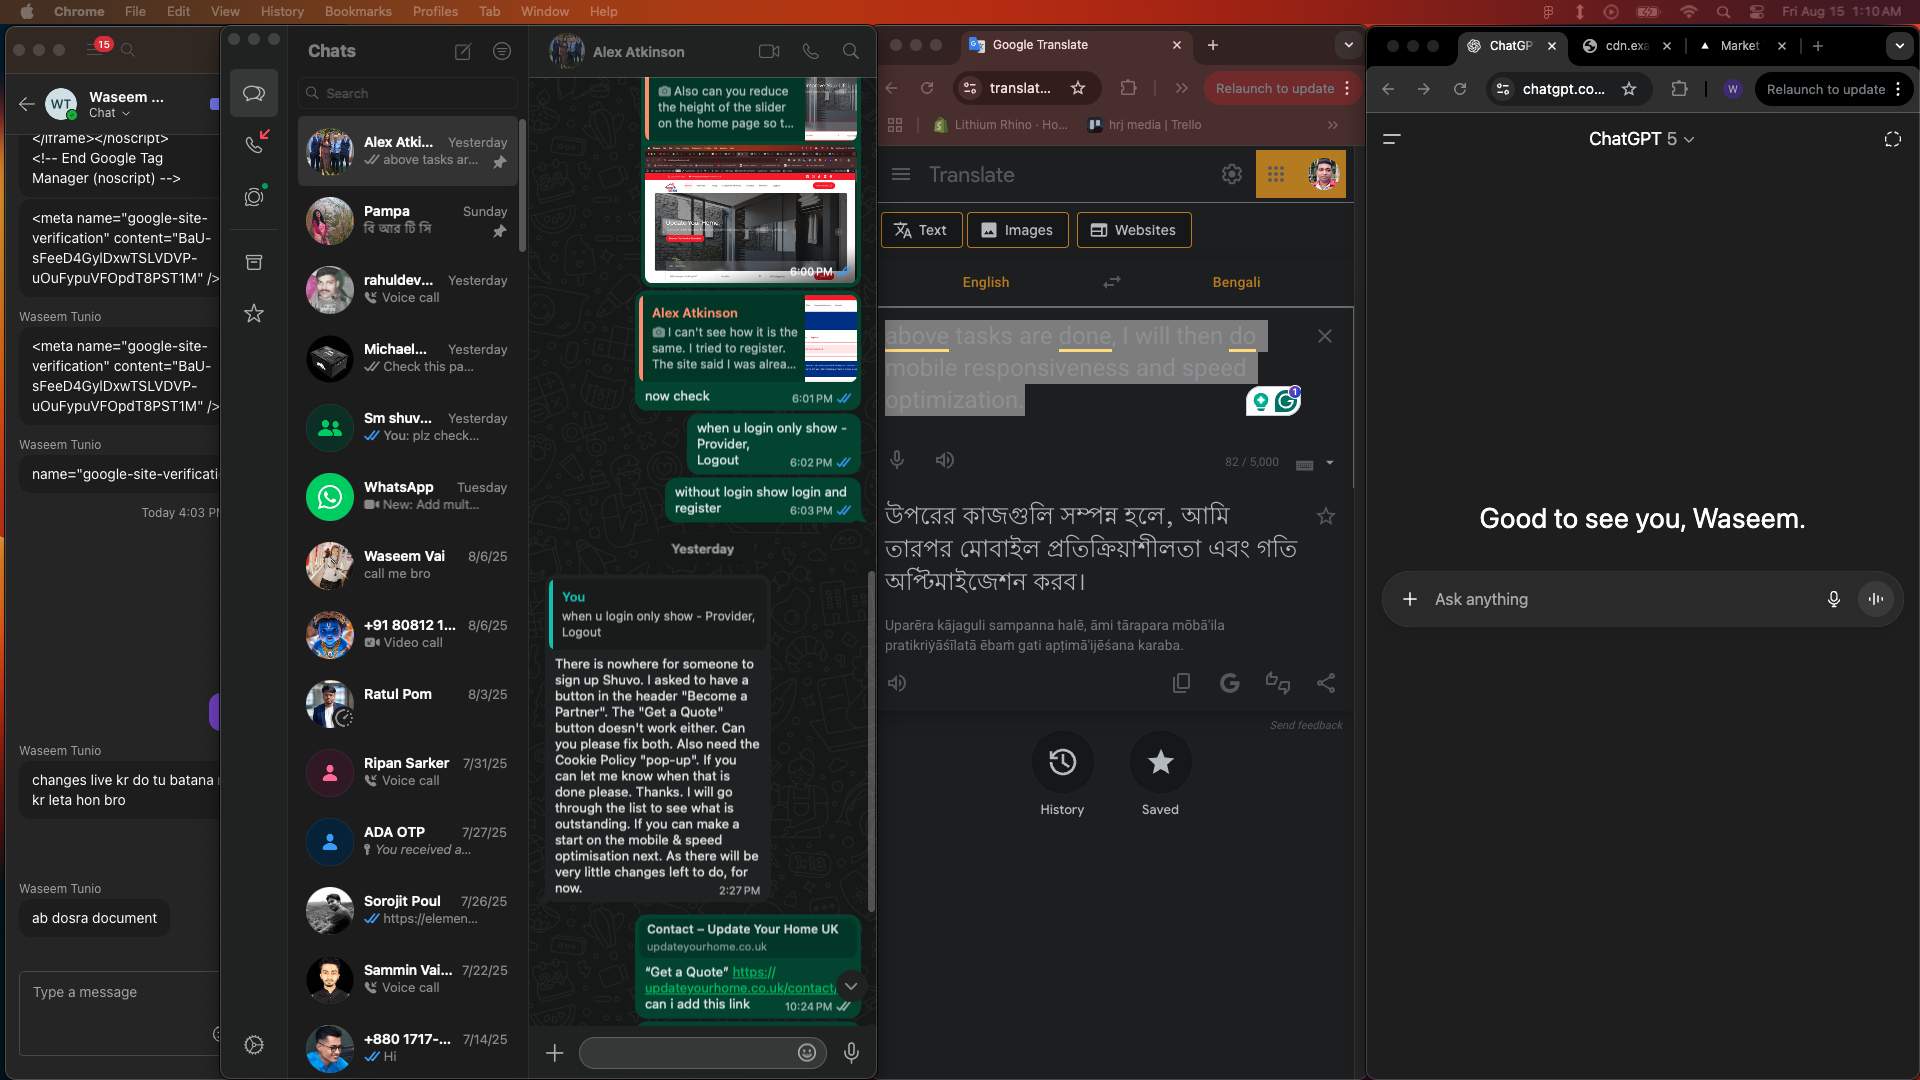 Chrome File Edit View History Bookmarks Profiles Tab Window Help
Fri Aug 15 1:10 AM
15
WT
Waseem ...
Chat
</iframe></noscript>
<!-- End Google Tag
Manager (noscript) -->
<meta name="google-site-
verification" content="BaU-
sFeeD4GylDxwTSLVDVP-
uOuFypuVFOpdT8PST1M" />
Waseem Tunio
<meta name="google-site-
verification" content="BaU-
sFeeD4GylDxwTSLVDVP-
uOuFypuVFOpdT8PST1M" />
Waseem Tunio
name="google-site-verificati
Today 4:03 PM
Waseem Tunio
changes live kr do tu batana
kr leta hon bro
Waseem Tunio
ab dosra document
Type a message
Chats
Search
Alex Atki... Yesterday
above tasks ar...
Pampa Sunday
বি আর টি সি
rahuldev... Yesterday
Voice call
Michael... Yesterday
Check this pa...
Sm shuv... Yesterday
You: plz check...
WhatsApp Tuesday
New: Add mult...
Waseem Vai 8/6/25
call me bro
+91 80812 1... 8/6/25
Video call
Ratul Pom 8/3/25
Ripan Sarker 7/31/25
Voice call
ADA OTP 7/27/25
You received a...
Sorojit Poul 7/26/25
https://elemen...
Sammin Vai... 7/22/25
Voice call
+880 1717-... 7/14/25
Hi
Alex Atkinson
Also can you reduce
the height of the slider
on the home page so t...
Update Your Home.
6:00 PM
Alex Atkinson
I can't see how it is the
same. I tried to register.
The site said I was alrea...
now check 6:01 PM
when u login only show -
Provider,
Logout 6:02 PM
without login show login and
register 6:03 PM
Yesterday
You
when u login only show - Provider,
Logout
There is nowhere for someone to
sign up Shuvo. I asked to have a
button in the header "Become a
Partner". The "Get a Quote"
button doesn't work either. Can
you please fix both. Also need the
Cookie Policy "pop-up". If you
can let me know when that is
done please. Thanks. I will go
through the list to see what is
outstanding. If you can make a
start on the mobile & speed
optimisation next. As there will be
very little changes left to do, for
now. 2:27 PM
Contact – Update Your Home UK
updateyourhome.co.uk
“Get a Quote” https://
updateyourhome.co.uk/contact/
can i add this link 10:24 PM
Google Translate
translat... Relaunch to update
Lithium Rhino - Ho... hrj media | Trello
Translate
Text Images Websites
English Bengali
above tasks are done, I will then do
mobile responsiveness and speed
optimization.
1
82 / 5,000
উপরের কাজগুলি সম্পন্ন হলে, আমি
তারপর মোবাইল প্রতিক্রিয়াশীলতা এবং গতি
অপ্টিমাইজেশন করব।
Uparēra kājaguli sampanna halē, āmi tārapara mōbā'ila
pratikriẏāśīlatā ēbaṁ gati apṭimā'ijēśana karaba.
Send feedback
History Saved
ChatGP cdn.exa Market
chatgpt.co... W Relaunch to update
ChatGPT 5
Good to see you, Waseem.
Ask anything